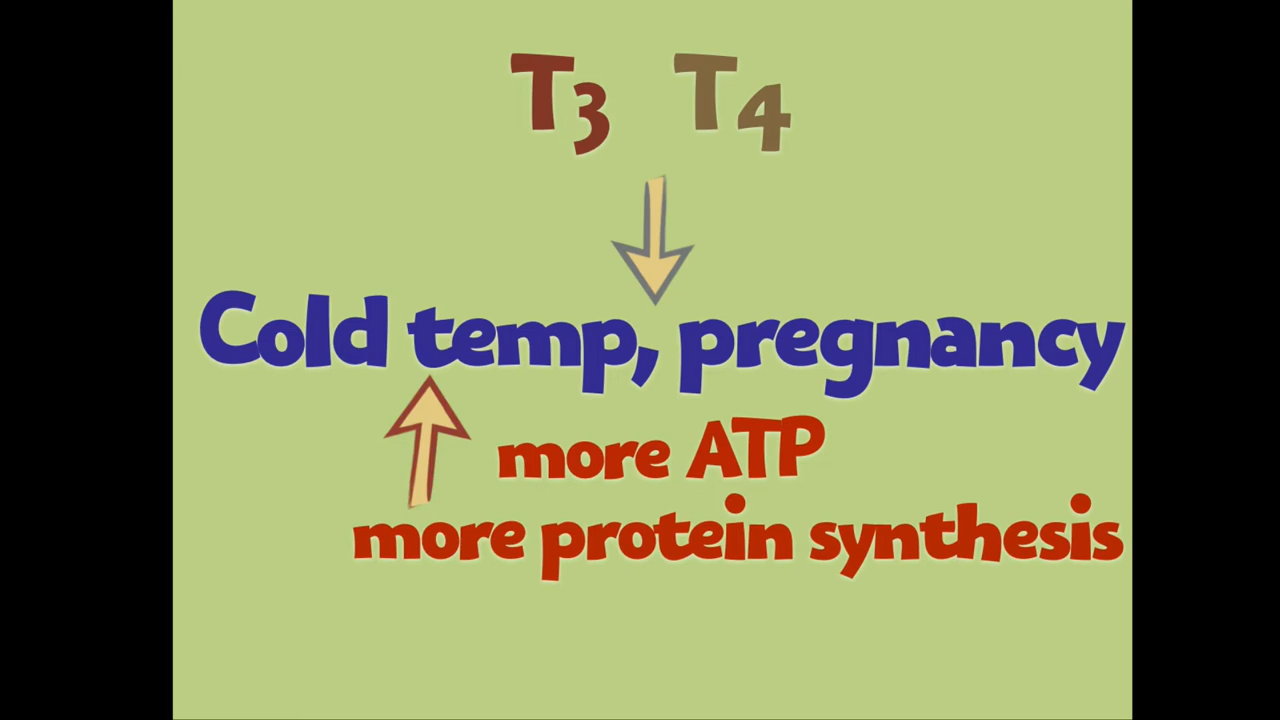 T3 T4
Cold temp, pregnancy
more ATP
more protein synthesis